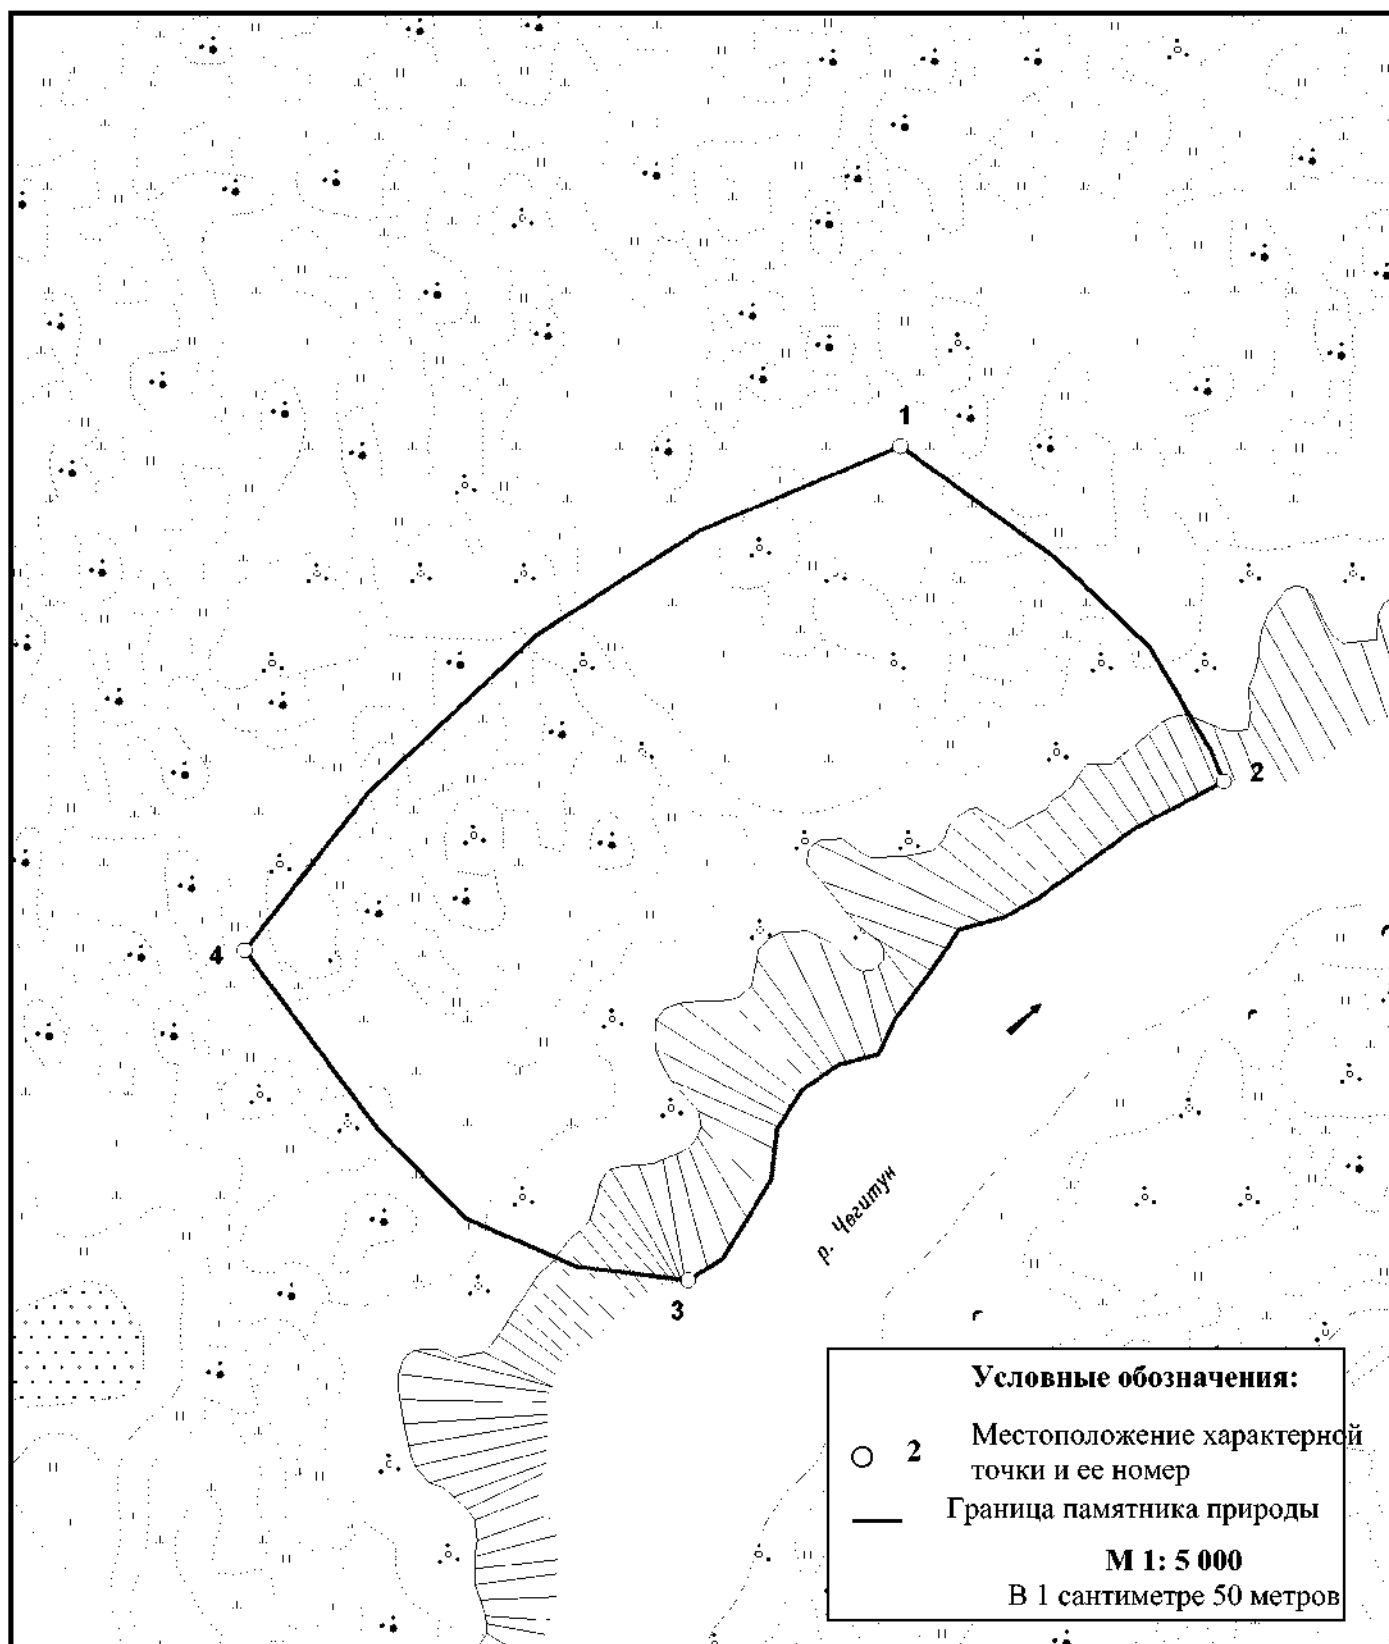 1
2
4
р. Чвгитун
3
Условные обозначения:
2 Местоположение характерной
точки и ее номер
Граница памятника природы
М 1: 5 000
В 1 сантиметре 50 метров